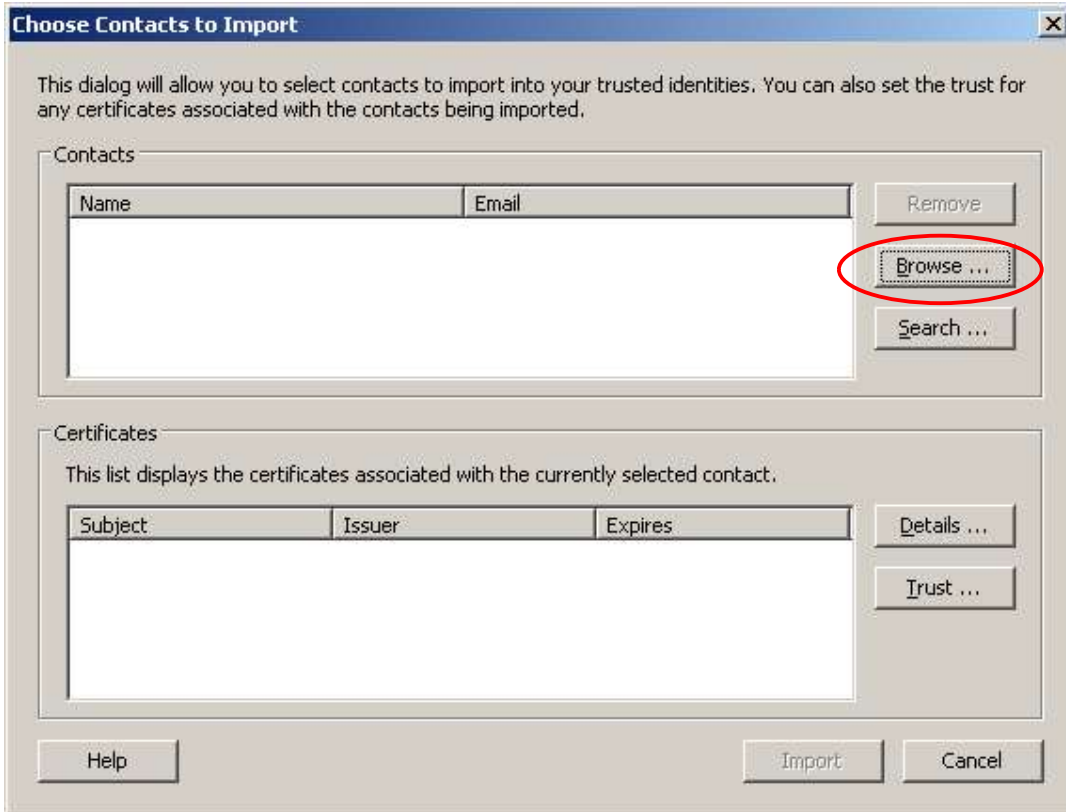 Choose Contacts to Import
This dialog will allow you to select contacts to import into your trusted identities. You can also set the trust for
any certificates associated with the contacts being imported.
Contacts
Name Email
Remove
Browse ...
Search ...
Certificates
This list displays the certificates associated with the currently selected contact.
Subject Issuer Expires
Details ...
Trust ...
Help Import Cancel